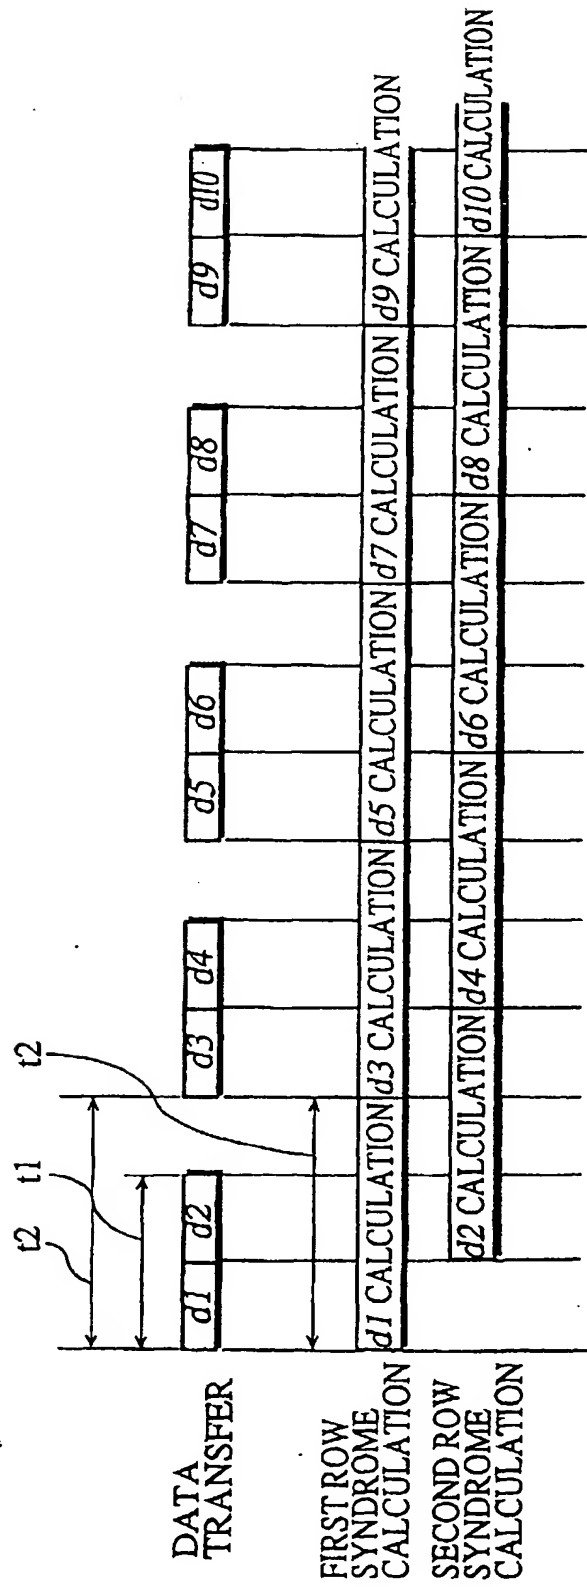 t2 t1 t2
DATA
TRANSFER
d1 d2 d3 d4 d5 d6 d7 d8 d9 d10
FIRST ROW
SYNDROME
CALCULATION
d1 CALCULATION d3 CALCULATION d5 CALCULATION d7 CALCULATION d9 CALCULATION
SECOND ROW
SYNDROME
CALCULATION
d2 CALCULATION d4 CALCULATION d6 CALCULATION d8 CALCULATION d10 CALCULATION